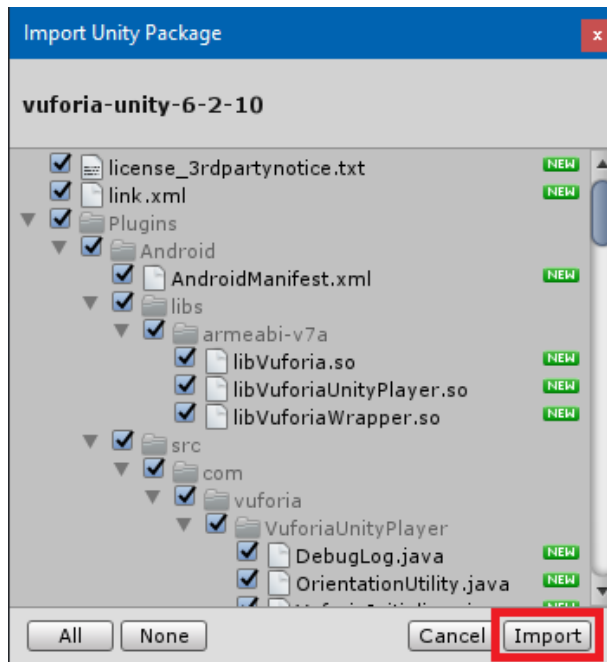 Import Unity Package
x
vuforia-unity-6-2-10
license_3rdpartynotice.txt NEW
link.xml NEW
Plugins
Android
AndroidManifest.xml NEW
libs
armeabi-v7a
libVuforia.so NEW
libVuforiaUnityPlayer.so NEW
libVuforiaWrapper.so NEW
src
com
vuforia
VuforiaUnityPlayer
DebugLog.java NEW
OrientationUtility.java NEW
All None Cancel Import